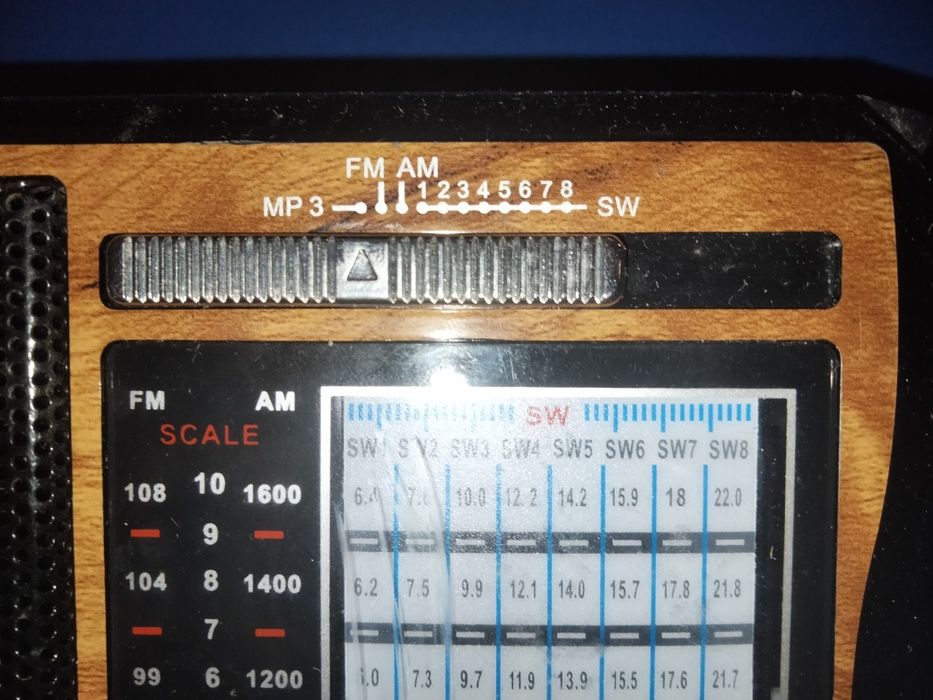 FM AM
1 2 3 4 5 6 7 8
MP3 SW
FM AM
SCALE
SW
SW1 SW2 SW3 SW4 SW5 SW6 SW7 SW8
108 10 1600
10.0 12.2 14.2 15.9 18 22.0
9
104 8 1400
6.2 7.5 9.9 12.1 14.0 15.7 17.8 21.8
7
99 6 1200
7.3 9.7 11.9 13.9 15.5 17.6 21.7